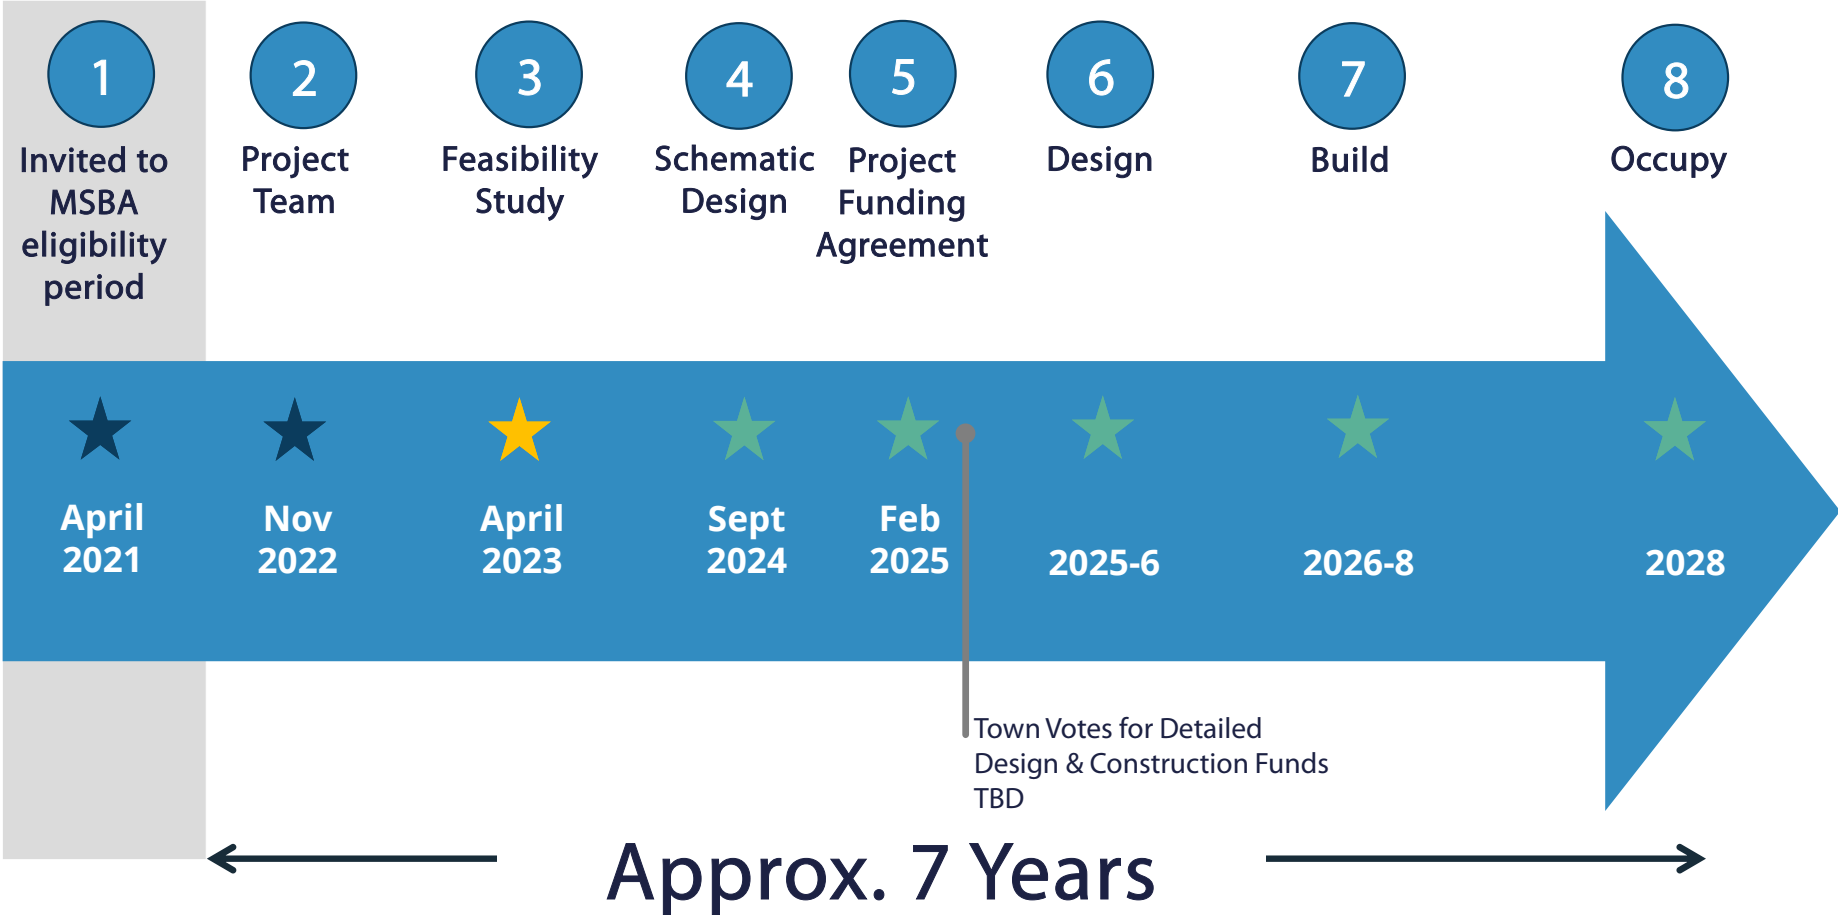 1
Invited to
MSBA
eligibility
period
2
Project
Team
3
Feasibility
Study
4
Schematic
Design
5
Project
Funding
Agreement
6
Design
7
Build
8
Occupy
April
2021
Nov
2022
April
2023
Sept
2024
Feb
2025
2025-6
2026-8
2028
Town Votes for Detailed
Design & Construction Funds
TBD
Approx. 7 Years